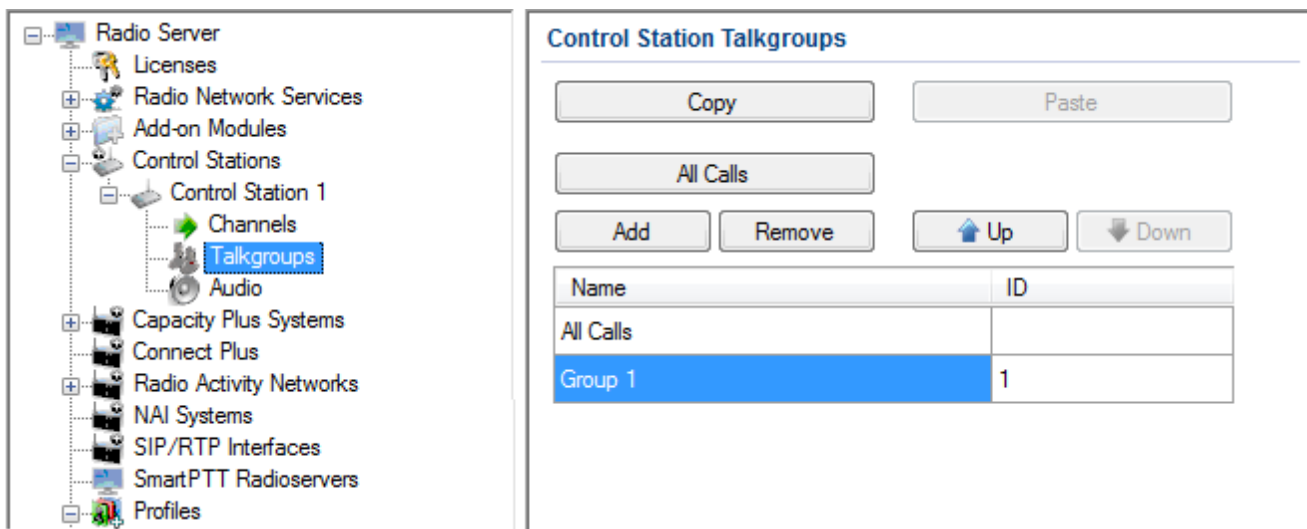 Radio Server
Licenses
Radio Network Services
Add-on Modules
Control Stations
Control Station 1
Channels
Talkgroups
Audio
Capacity Plus Systems
Connect Plus
Radio Activity Networks
NAI Systems
SIP/RTP Interfaces
SmartPTT Radioservers
Profiles
Control Station Talkgroups
Copy Paste
All Calls
Add Remove Up Down
Name ID
All Calls
Group 1 1